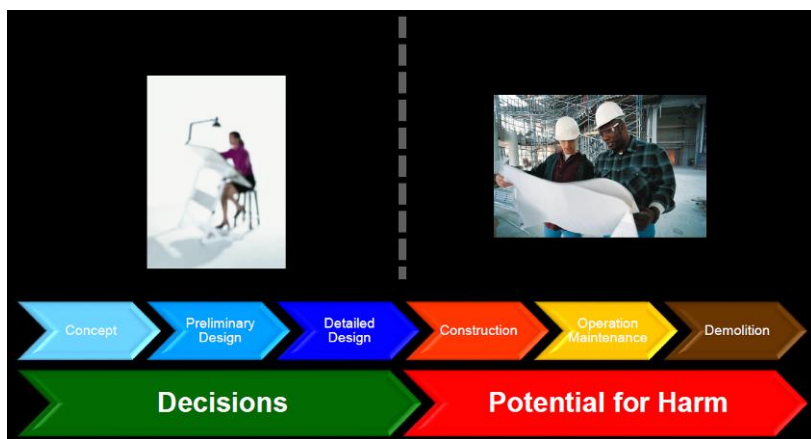 Concept
Preliminary
Design
Detailed
Design
Construction
Operation
Maintenance
Demolition
Decisions
Potential for Harm